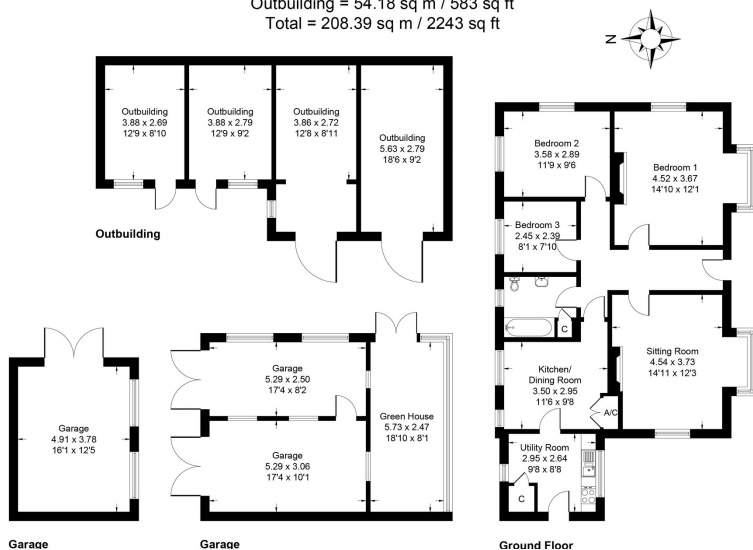 Outbuilding = 54.18 sq m / 583 sq ft
Total = 208.39 sq m / 2243 sq ft
N
Outbuilding
3.88 x 2.69
12'9 x 8'10
Outbuilding
3.88 x 2.79
12'9 x 9'2
Outbuilding
3.86 x 2.72
12'8 x 8'11
Outbuilding
5.63 x 2.79
18'6 x 9'2
Outbuilding
Bedroom 2
3.58 x 2.89
11'9 x 9'6
Bedroom 1
4.52 x 3.67
14'10 x 12'1
Bedroom 3
2.45 x 2.39
8'1 x 7'10
C
Sitting Room
4.54 x 3.73
14'11 x 12'3
Kitchen/
Dining Room
3.50 x 2.95
11'6 x 9'8
A/C
Utility Room
2.95 x 2.64
9'8 x 8'8
C
Ground Floor
Garage
4.91 x 3.78
16'1 x 12'5
Garage
Garage
5.29 x 2.50
17'4 x 8'2
Garage
5.29 x 3.06
17'4 x 10'1
Green House
5.73 x 2.47
18'10 x 8'1
Garage